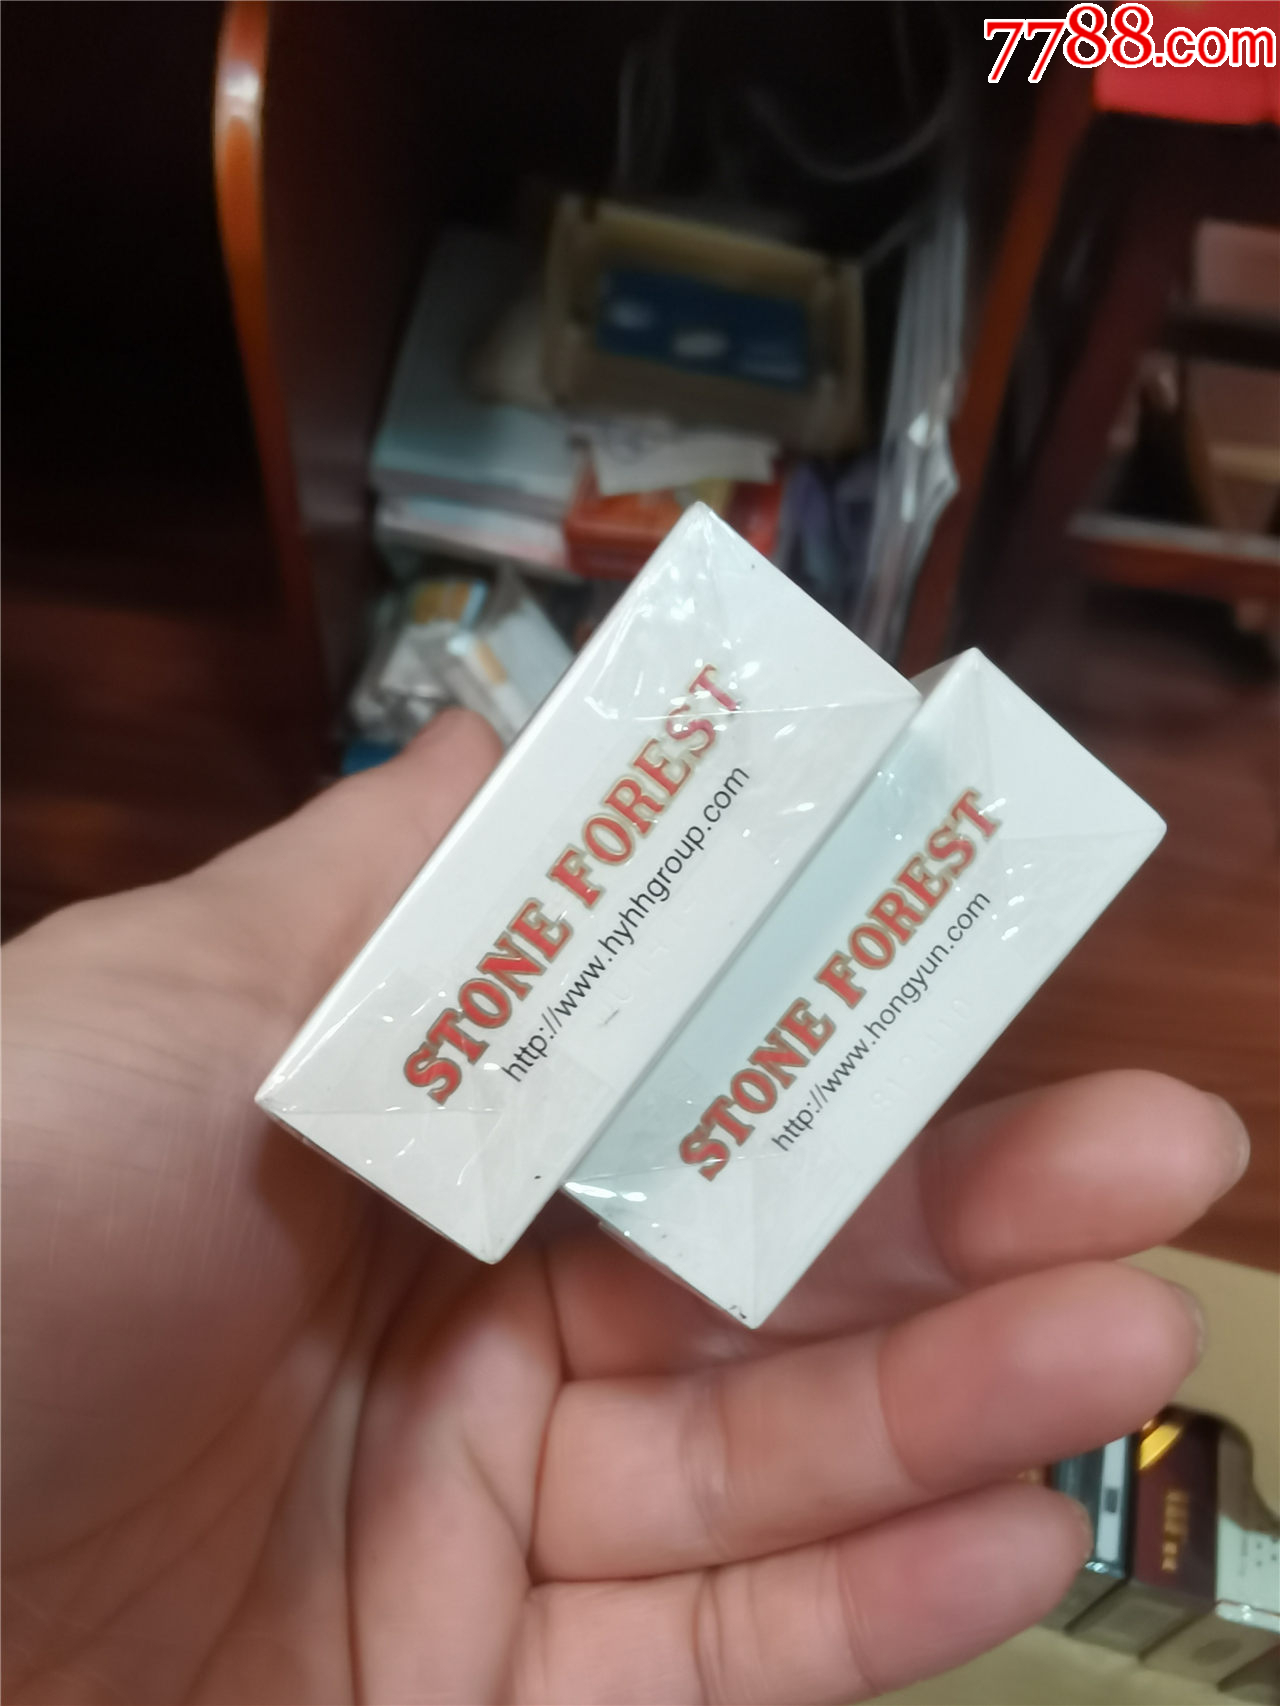 7788.com
STONE FOREST
http://www.hyhhgroup.com
STONE FOREST
http://www.hongyun.com